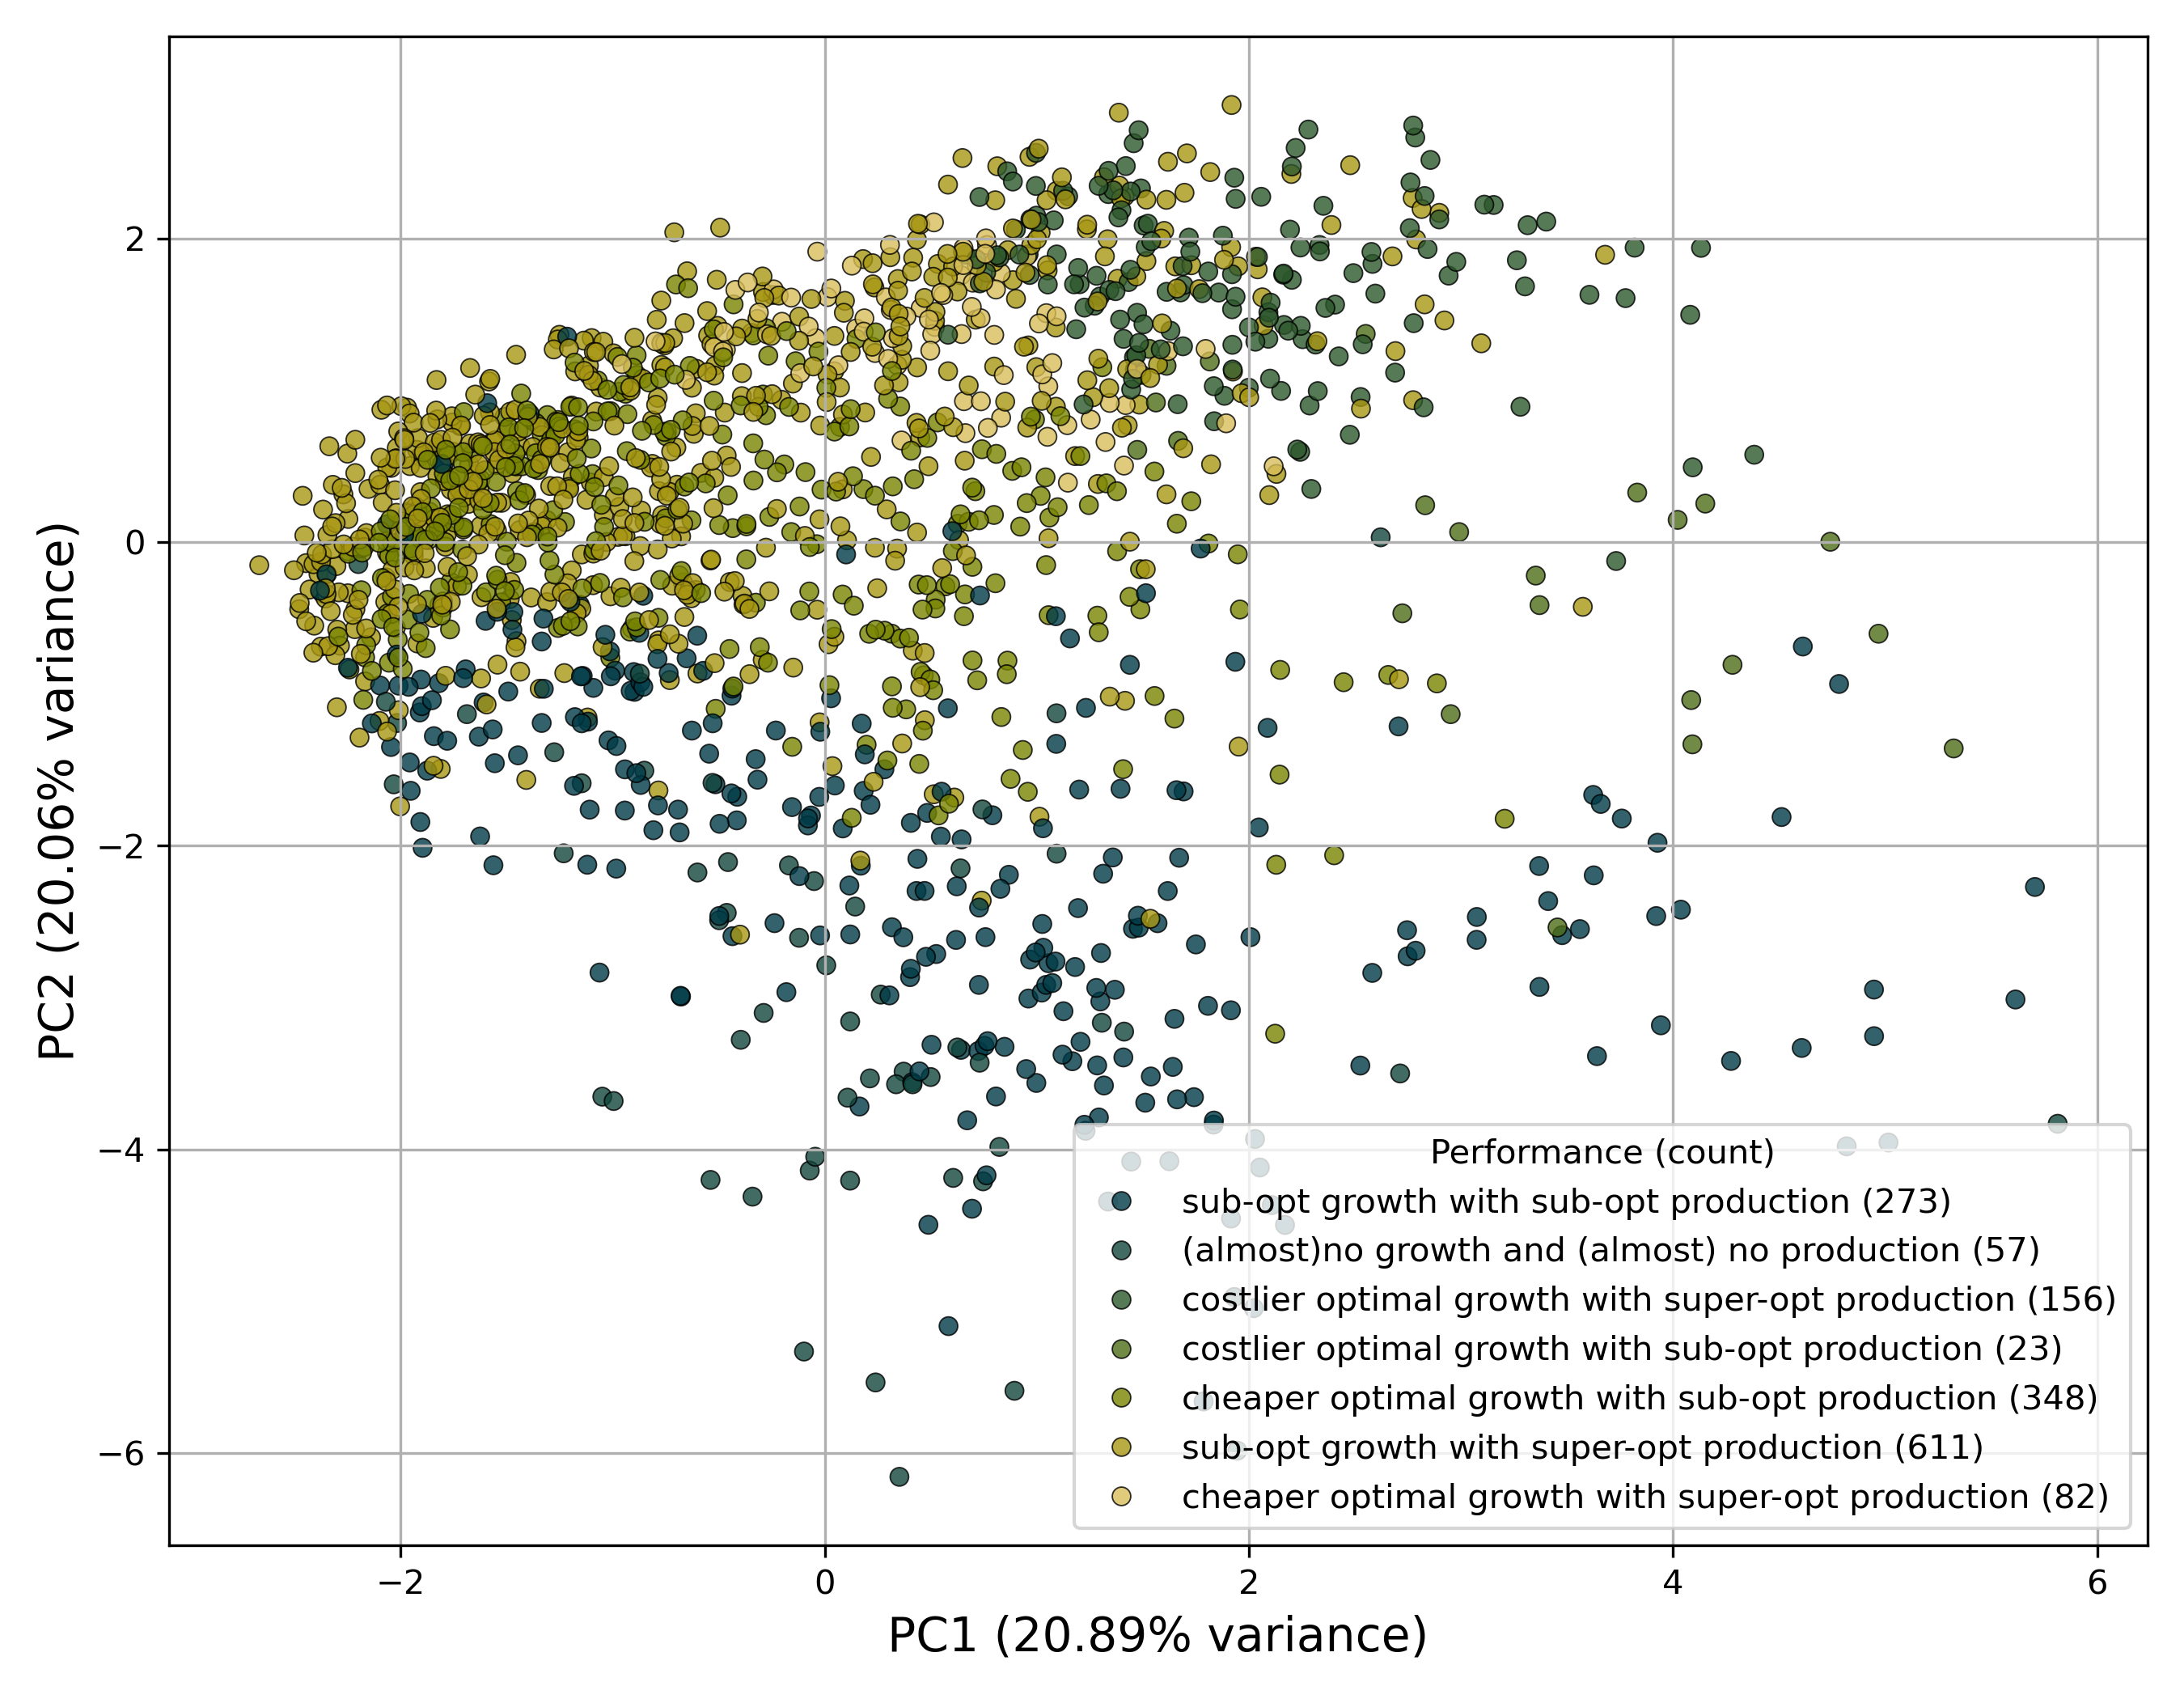 2
0
−2
−4
−6
PC2 (20.06% variance)
−2
0
2
4
6
PC1 (20.89% variance)
Performance (count)
sub-opt growth with sub-opt production (273)
(almost)no growth and (almost) no production (57)
costlier optimal growth with super-opt production (156)
costlier optimal growth with sub-opt production (23)
cheaper optimal growth with sub-opt production (348)
sub-opt growth with super-opt production (611)
cheaper optimal growth with super-opt production (82)